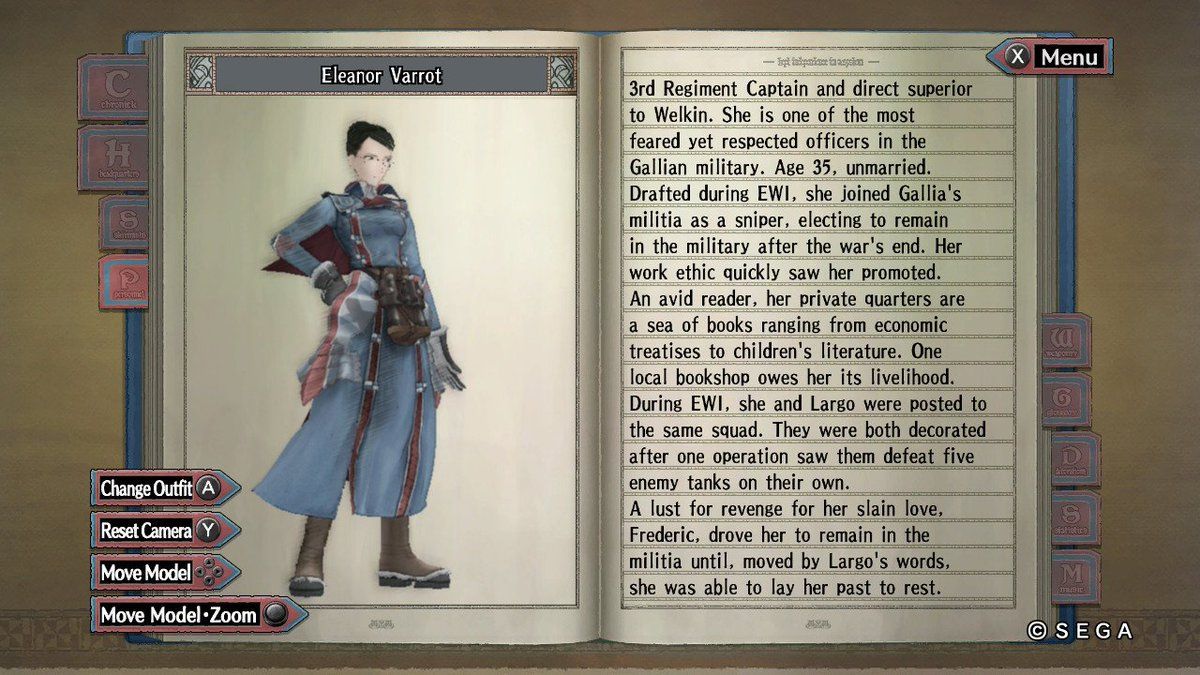 Eleanor Varrot
X Menu
C
chronicle
H
headquarters
S
P
personnel
3rd Regiment Captain and direct superior
to Welkin. She is one of the most
feared yet respected officers in the
Gallian military. Age 35, unmarried.
Drafted during EWI, she joined Gallia's
militia as a sniper, electing to remain
in the military after the war's end. Her
work ethic quickly saw her promoted.
An avid reader, her private quarters are
a sea of books ranging from economic
treatises to children's literature. One
local bookshop owes her its livelihood.
During EWI, she and Largo were posted to
the same squad. They were both decorated
after one operation saw them defeat five
enemy tanks on their own.
A lust for revenge for her slain love,
Frederic, drove her to remain in the
militia until, moved by Largo's words,
she was able to lay her past to rest.
W
weaponry
G
glossary
D
S
M
music
Change Outfit A
Reset Camera Y
Move Model
Move Model・Zoom
© SEGA